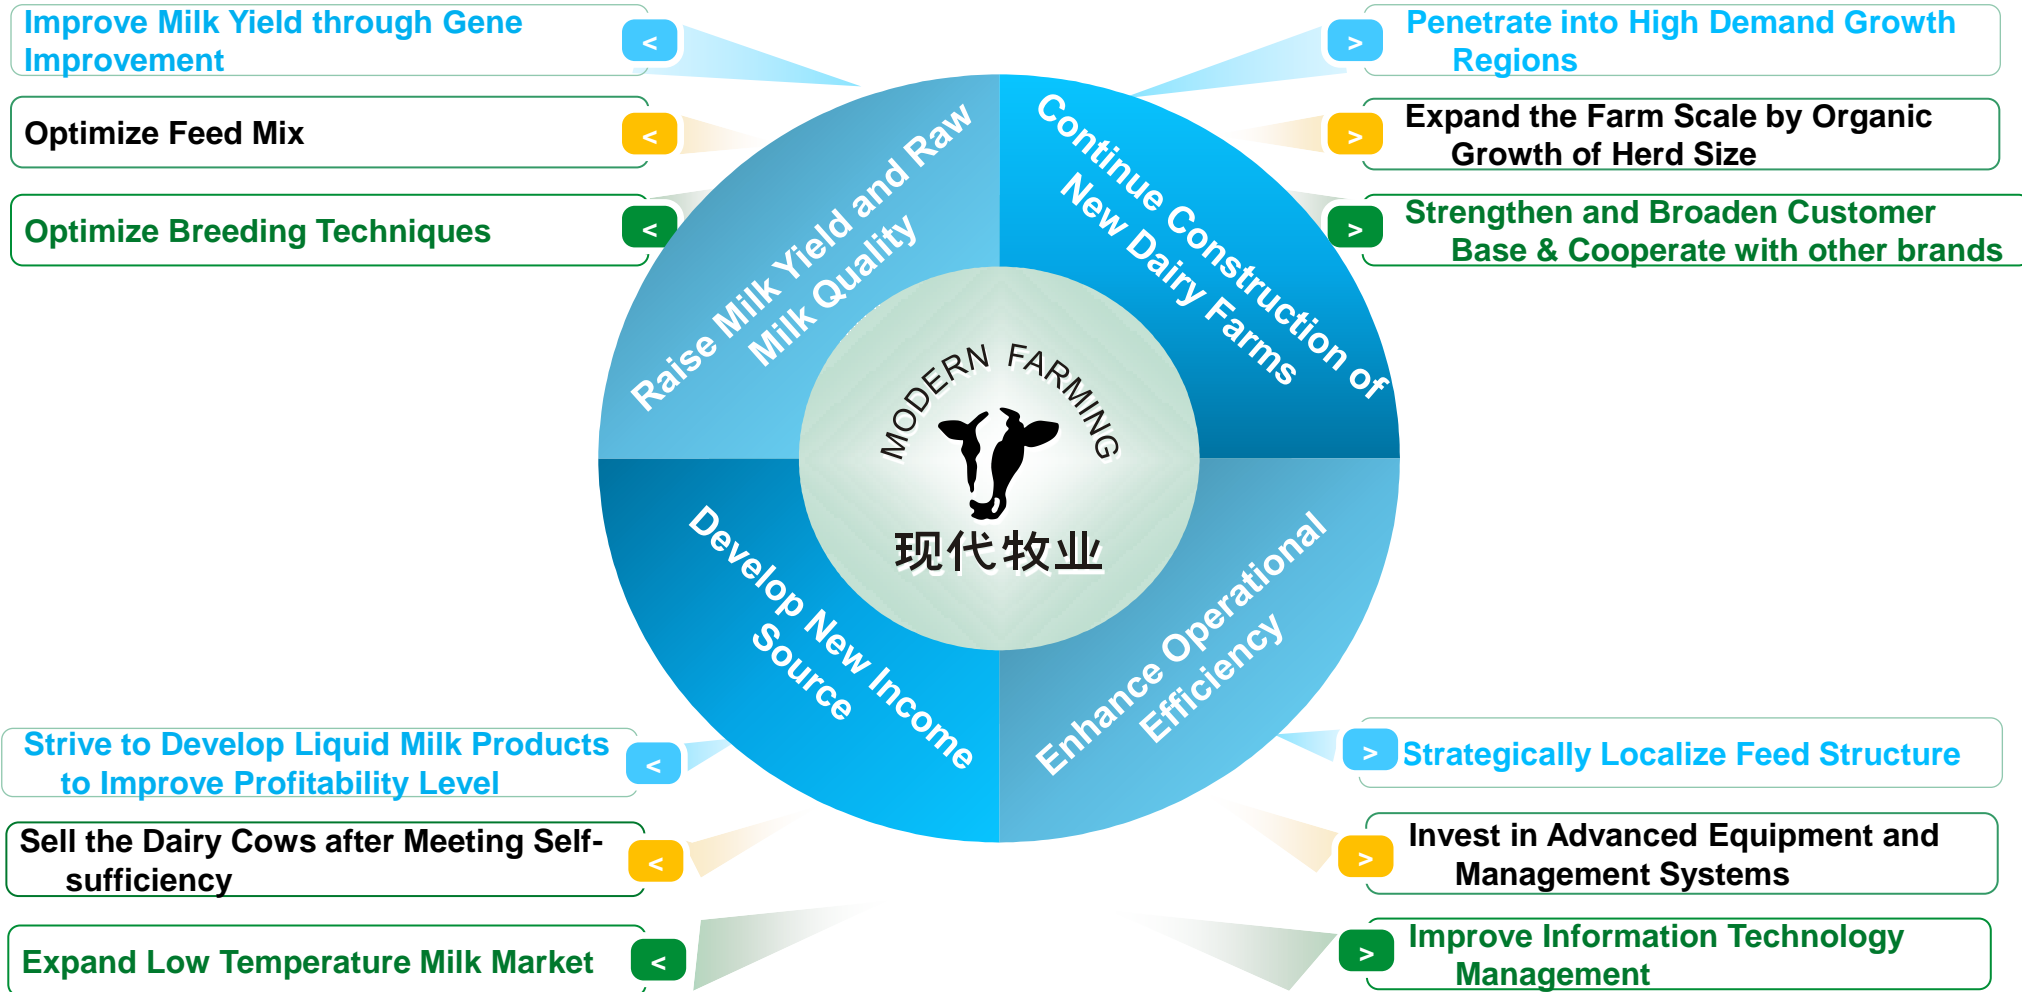 Improve Milk Yield through Gene
Improvement
<
Optimize Feed Mix
<
Optimize Breeding Techniques
<
>
Penetrate into High Demand Growth
Regions
>
Expand the Farm Scale by Organic
Growth of Herd Size
>
Strengthen and Broaden Customer
Base & Cooperate with other brands
Raise Milk Yield and Raw
Milk Quality
Continue Construction of
New Dairy Farms
MODERN FARMING
现代牧业
Develop New Income
Source
Enhance Operational
Efficiency
Strive to Develop Liquid Milk Products
to Improve Profitability Level
<
Sell the Dairy Cows after Meeting Self-
sufficiency
<
Expand Low Temperature Milk Market
<
>
Strategically Localize Feed Structure
>
Invest in Advanced Equipment and
Management Systems
>
Improve Information Technology
Management